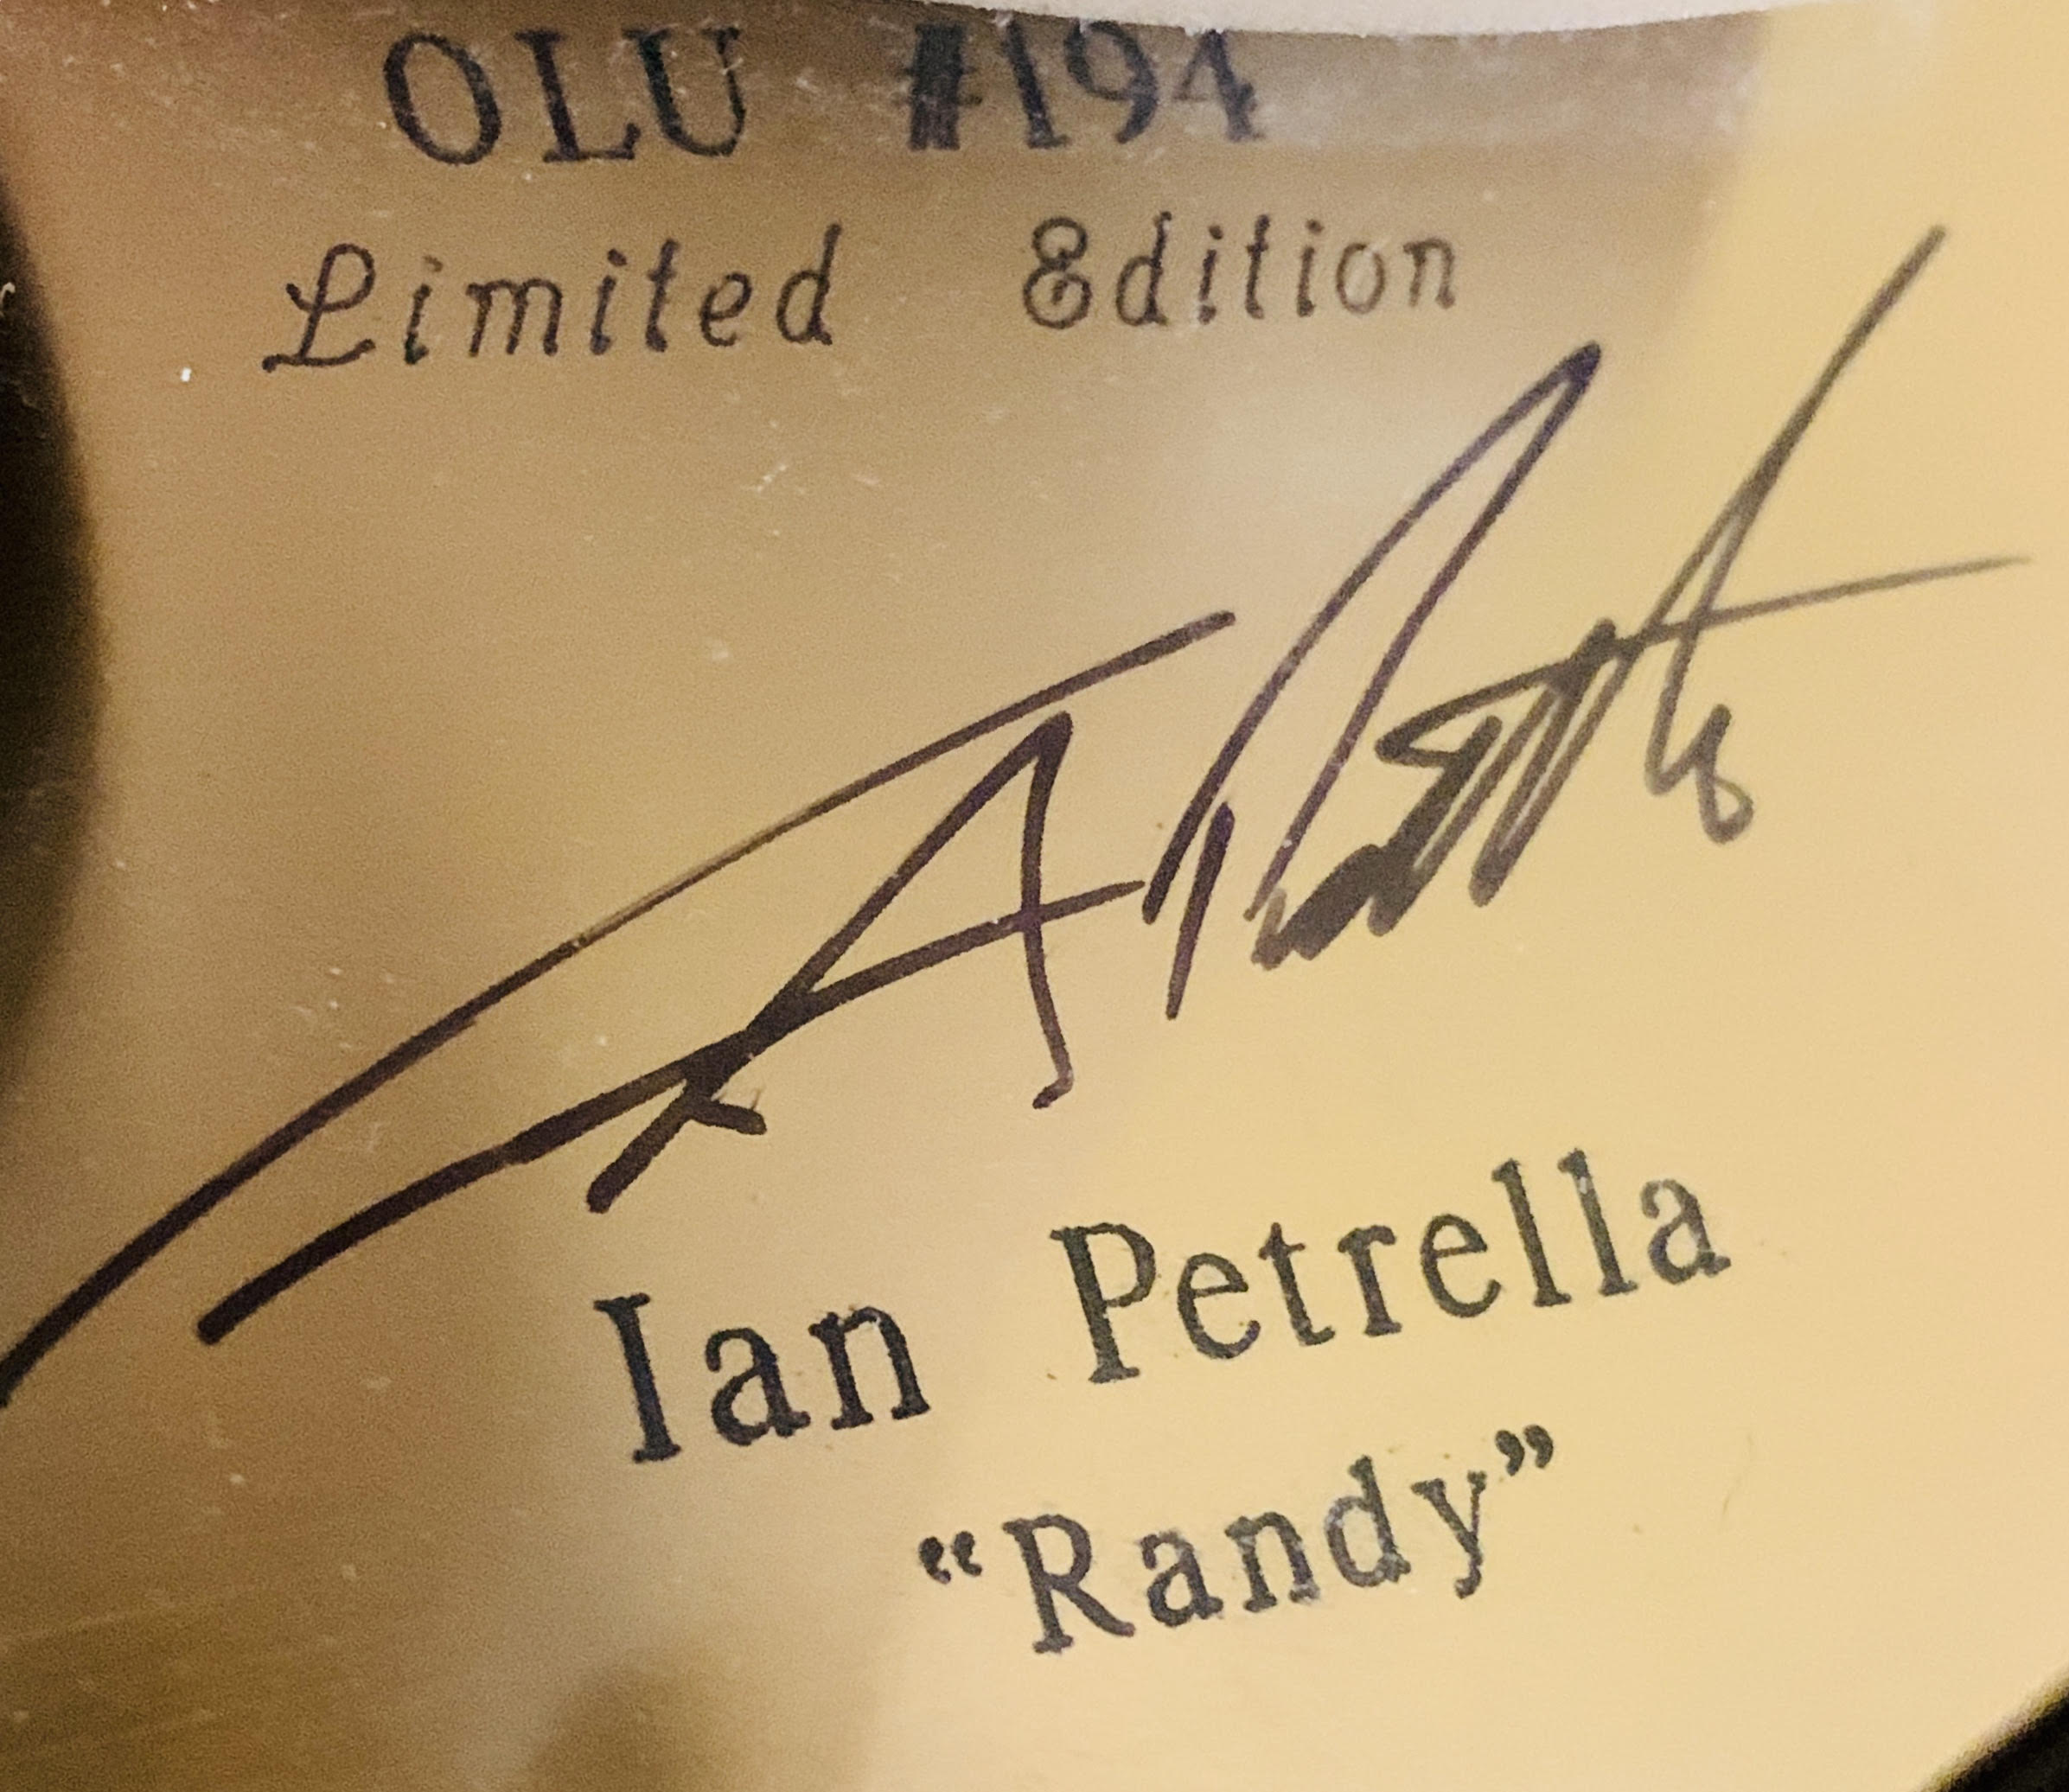 OLU #194
Limited Edition
Ian Petrella
“Randy”